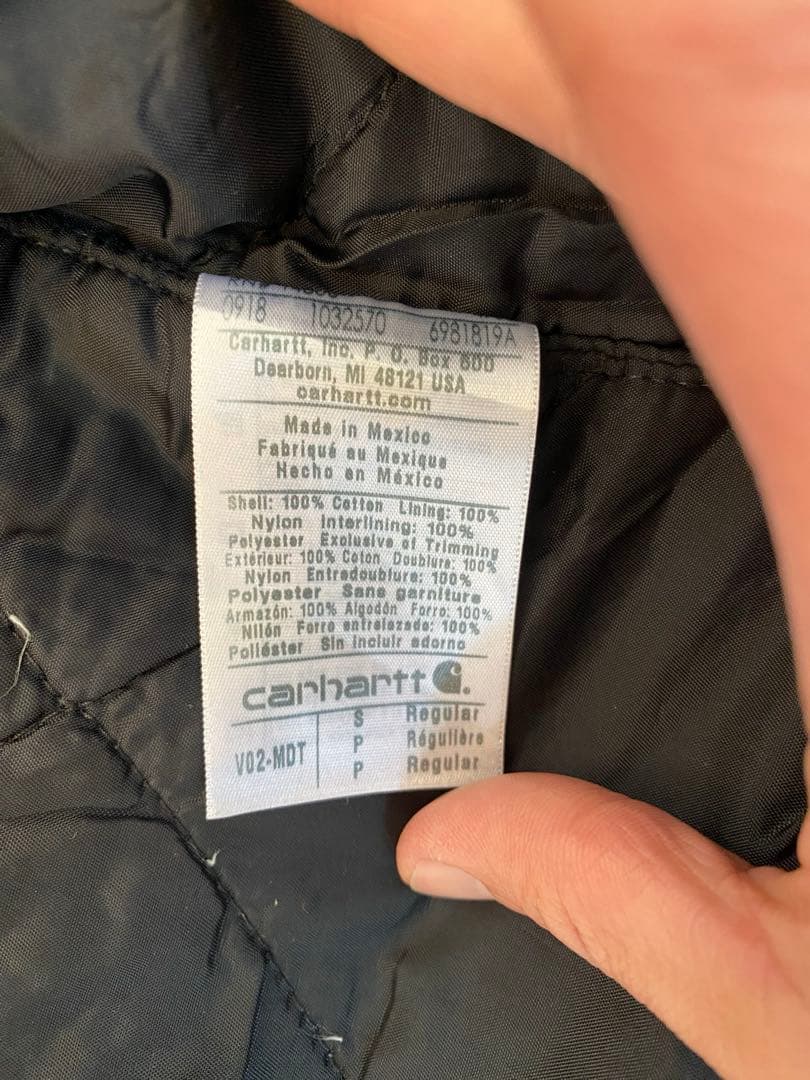 0918 1032570 6981819A
Carhartt, Inc. P. O. Box 600
Dearborn, MI 48121 USA
carhartt.com
Made in Mexico
Fabriqué au Mexique
Hecho en México
Shell: 100% Cotton Lining: 100%
Nylon Interlining: 100%
Polyester Exclusive of Trimming
Extérieur: 100% Coton Doublure: 100%
Nylon Entredoublure: 100%
Polyester Sans garniture
Armazón: 100% Algodón Forro: 100%
Nilón Forro entrelazado: 100%
Poliéster Sin incluir adorno
carhartt
V02-MDT
S Regular
P Régulière
P Regular